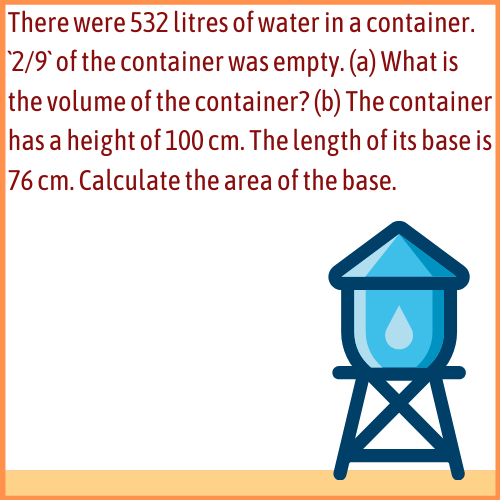 There were 532 litres of water in a container.
`2/9` of the container was empty. (a) What is
the volume of the container? (b) The container
has a height of 100 cm. The length of its base is
76 cm. Calculate the area of the base.